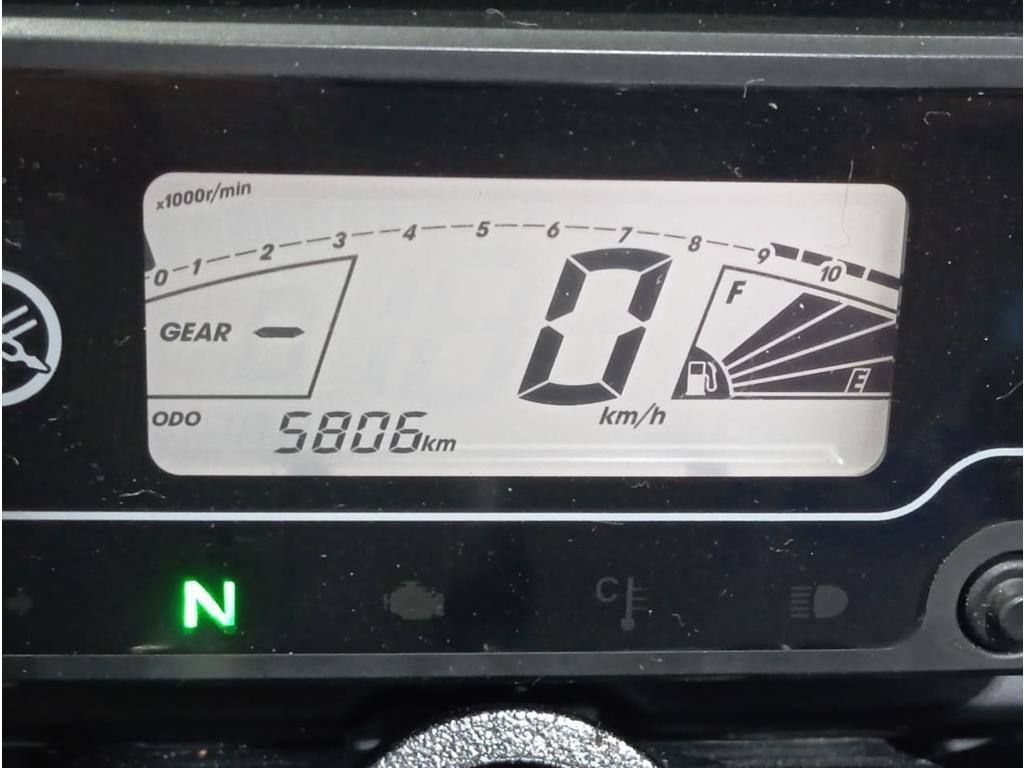 x1000r/min
0 1 2 3 4 5 6 7 8 9 10
GEAR -
0
km/h
F
E
ODO
5806km
N
C